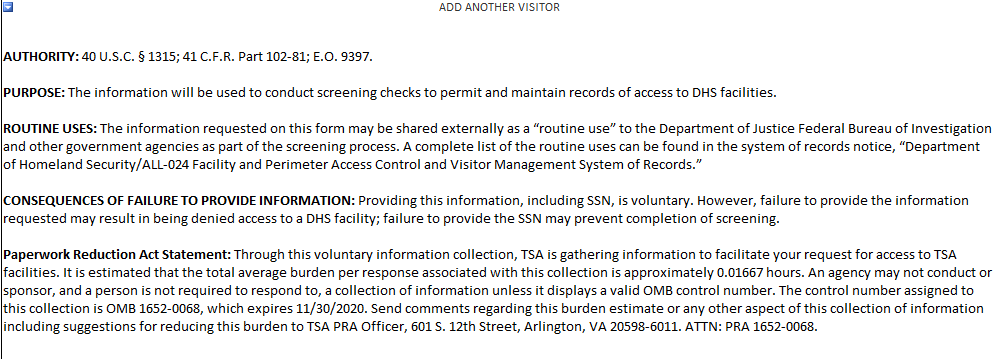 ADD ANOTHER VISITOR
AUTHORITY: 40 U.S.C. § 1315; 41 C.F.R. Part 102-81; E.O. 9397.
PURPOSE: The information will be used to conduct screening checks to permit and maintain records of access to DHS facilities.
ROUTINE USES: The information requested on this form may be shared externally as a “routine use” to the Department of Justice Federal Bureau of Investigation
and other government agencies as part of the screening process. A complete list of the routine uses can be found in the system of records notice, “Department
of Homeland Security/ALL-024 Facility and Perimeter Access Control and Visitor Management System of Records.”
CONSEQUENCES OF FAILURE TO PROVIDE INFORMATION: Providing this information, including SSN, is voluntary. However, failure to provide the information
requested may result in being denied access to a DHS facility; failure to provide the SSN may prevent completion of screening.
Paperwork Reduction Act Statement: Through this voluntary information collection, TSA is gathering information to facilitate your request for access to TSA
facilities. It is estimated that the total average burden per response associated with this collection is approximately 0.01667 hours. An agency may not conduct or
sponsor, and a person is not required to respond to, a collection of information unless it displays a valid OMB control number. The control number assigned to
this collection is OMB 1652-0068, which expires 11/30/2020. Send comments regarding this burden estimate or any other aspect of this collection of information
including suggestions for reducing this burden to TSA PRA Officer, 601 S. 12th Street, Arlington, VA 20598-6011. ATTN: PRA 1652-0068.